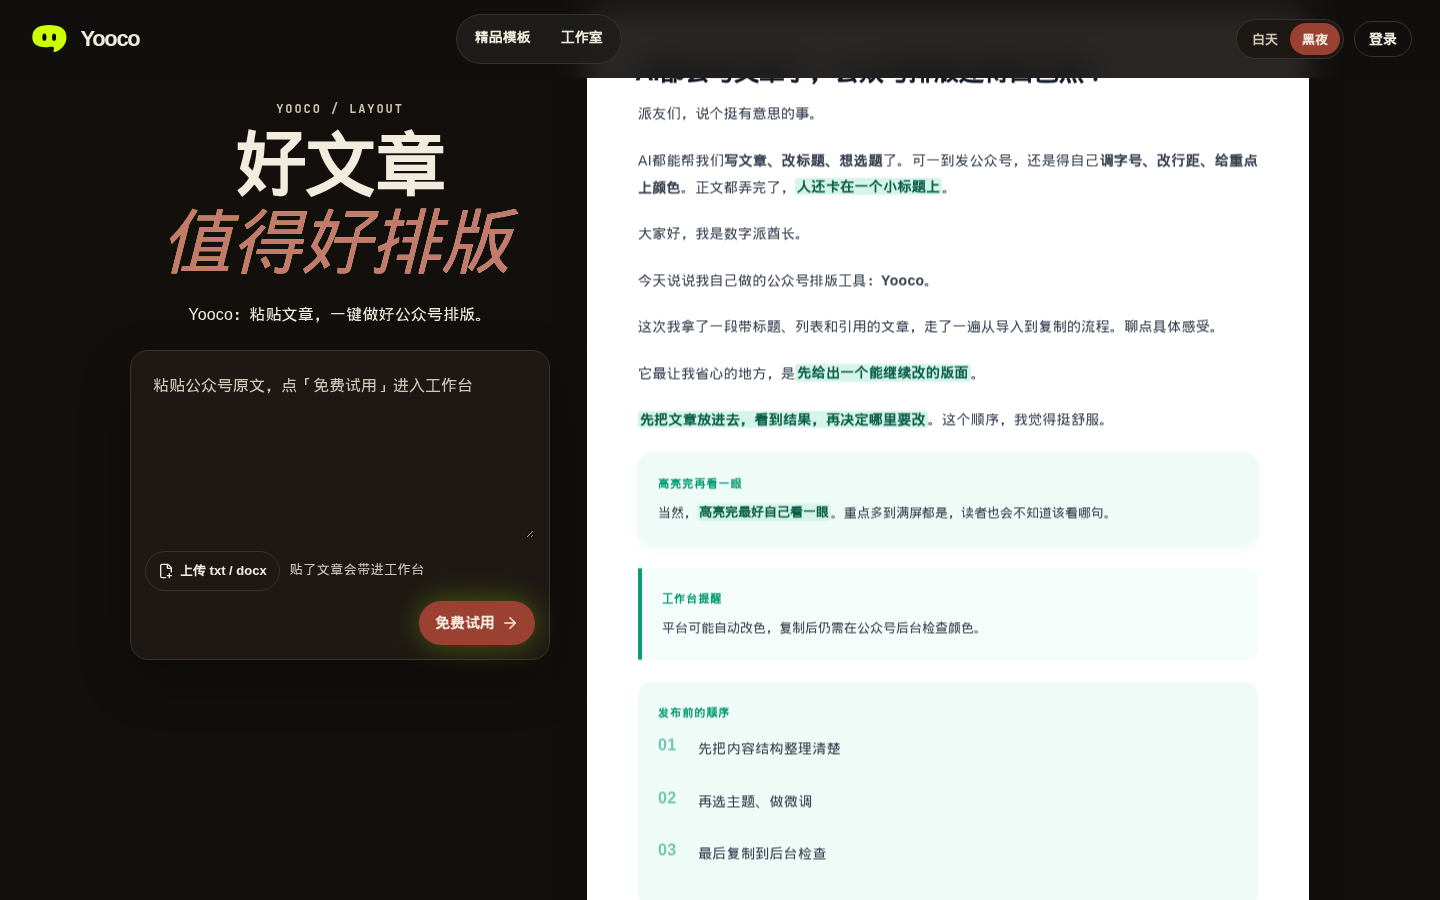 Yooco
精品模板
工作室
白天
黑夜
登录
YOOCO / LAYOUT
好文章
值得好排版
Yooco：粘贴文章，一键做好公众号排版。
粘贴公众号原文，点「免费试用」进入工作台
上传 txt / docx
贴了文章会带进工作台
免费试用
派友们，说个挺有意思的事。
AI都能帮我们写文章、改标题、想选题了。可一到发公众号，还是得自己调字号、改行距、给重点
上颜色。正文都弄完了，人还卡在一个小标题上。
大家好，我是数字派酋长。
今天说说我自己做的公众号排版工具：Yooco。
这次我拿了一段带标题、列表和引用的文章，走了一遍从导入到复制的流程。聊点具体感受。
它最让我省心的地方，是先给出一个能继续改的版面。
先把文章放进去，看到结果，再决定哪里要改。这个顺序，我觉得挺舒服。
高亮完再看一眼
当然，高亮完最好自己看一眼。重点多到满屏都是，读者也会不知道该看哪句。
工作台提醒
平台可能自动改色，复制后仍需在公众号后台检查颜色。
发布前的顺序
01 先把内容结构整理清楚
02 再选主题、做微调
03 最后复制到后台检查